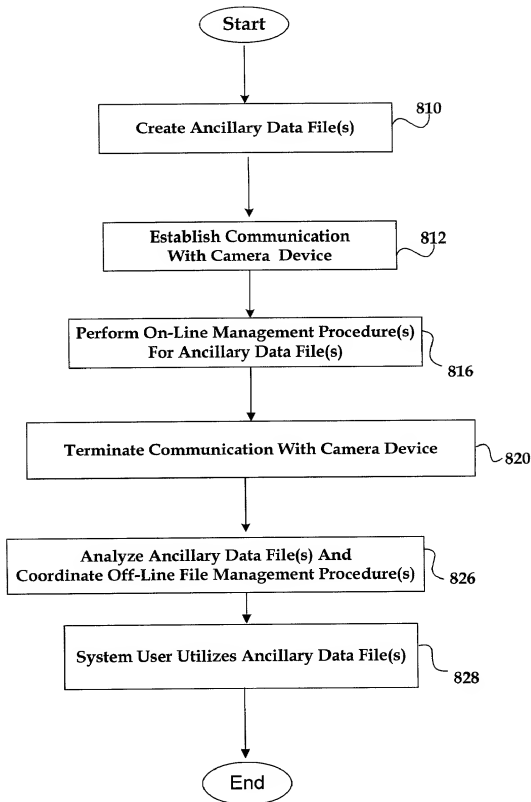 Start
Create Ancillary Data File(s)
810
Establish Communication
With Camera Device
812
Perform On-Line Management Procedure(s)
For Ancillary Data File(s)
816
Terminate Communication With Camera Device
820
Analyze Ancillary Data File(s) And
Coordinate Off-Line File Management Procedure(s)
826
System User Utilizes Ancillary Data File(s)
828
End